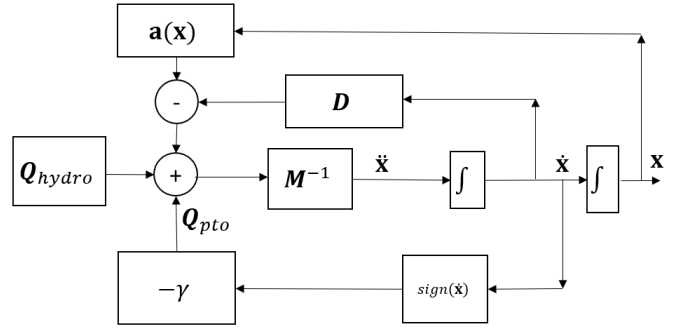 a(x)
-
D
Q_hydro
+
M^{-1}
ẍ
∫
ẋ
∫
x
Q_pto
-γ
sign(ẋ)